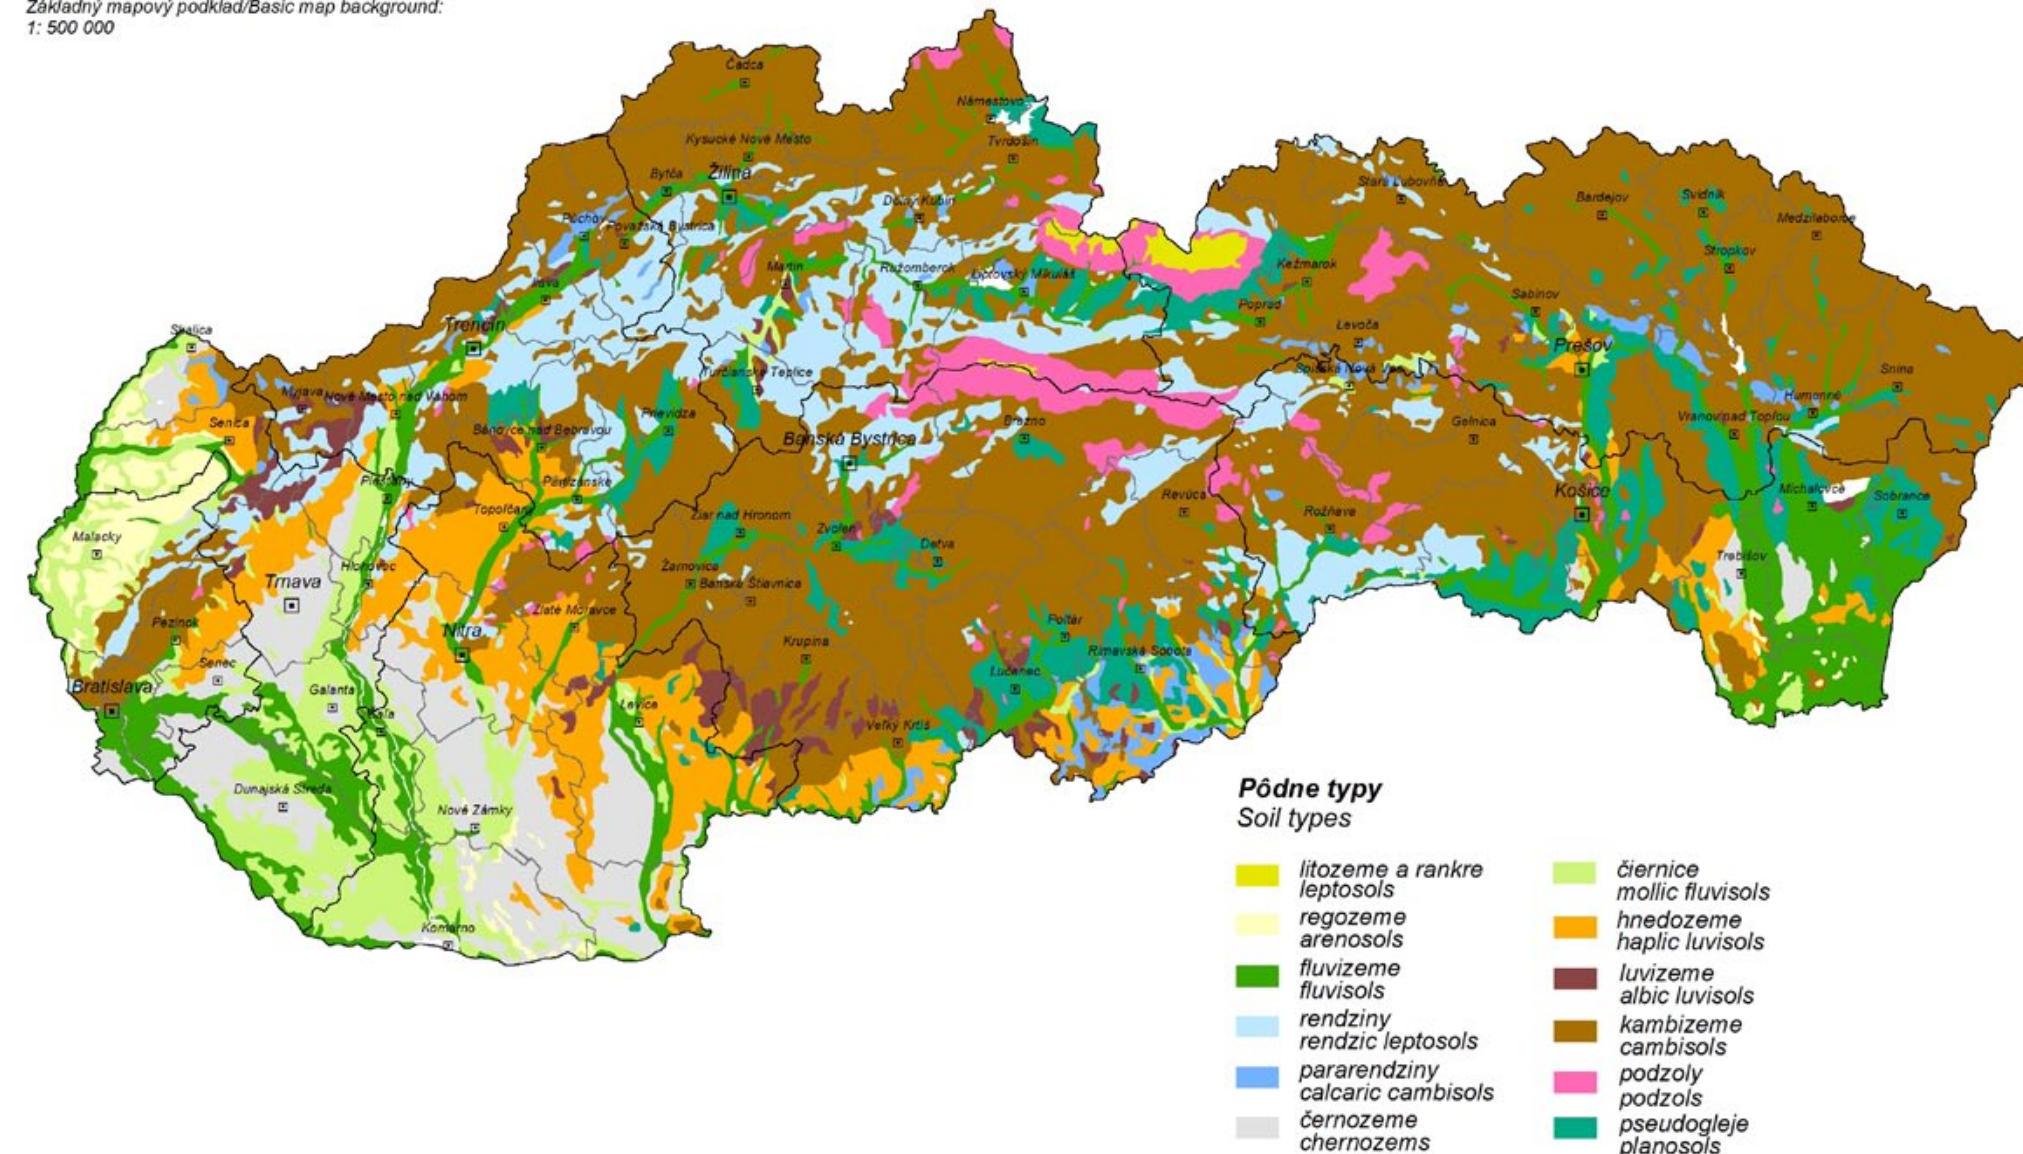 Základný mapový podklad/Basic map background:
1: 500 000
Čadca
Námestovo
Kysucké Nové Mesto
Tvrdošín
Bytča
Žilina
Stará Ľubovňa
Bardejov
Svidník
Medzilaborce
Dolný Kubín
Púchov
Považská Bystrica
Stropkov
Martin
Ružomberok
Liptovský Mikuláš
Kežmarok
Ilava
Poprad
Sabinov
Trenčín
Skalica
Levoča
Prešov
Turčianske Teplice
Spišská Nová Ves
Snina
Myjava
Nové Mesto nad Váhom
Humenné
Senica
Bánovce nad Bebravou
Prievidza
Banská Bystrica
Brezno
Gelnica
Vranov nad Topľou
Piešťany
Partizánske
Revúca
Košice
Michalovce
Sobrance
Topoľčany
Žiar nad Hronom
Zvolen
Detva
Rožňava
Malacky
Trebišov
Hlohovec
Trnava
Žarnovica
Banská Štiavnica
Zlaté Moravce
Pezinok
Nitra
Krupina
Poltár
Rimavská Sobota
Senec
Lučenec
Bratislava
Galanta
Šaľa
Levice
Veľký Krtíš
Dunajská Streda
Nové Zámky
Komárno
Pôdne typy
Soil types
litozeme a rankre
leptosols
regozeme
arenosols
fluvizeme
fluvisols
rendziny
rendzic leptosols
pararendziny
calcaric cambisols
černozeme
chernozems
čiernice
mollic fluvisols
hnedozeme
haplic luvisols
luvizeme
albic luvisols
kambizeme
cambisols
podzoly
podzols
pseudogleje
planosols